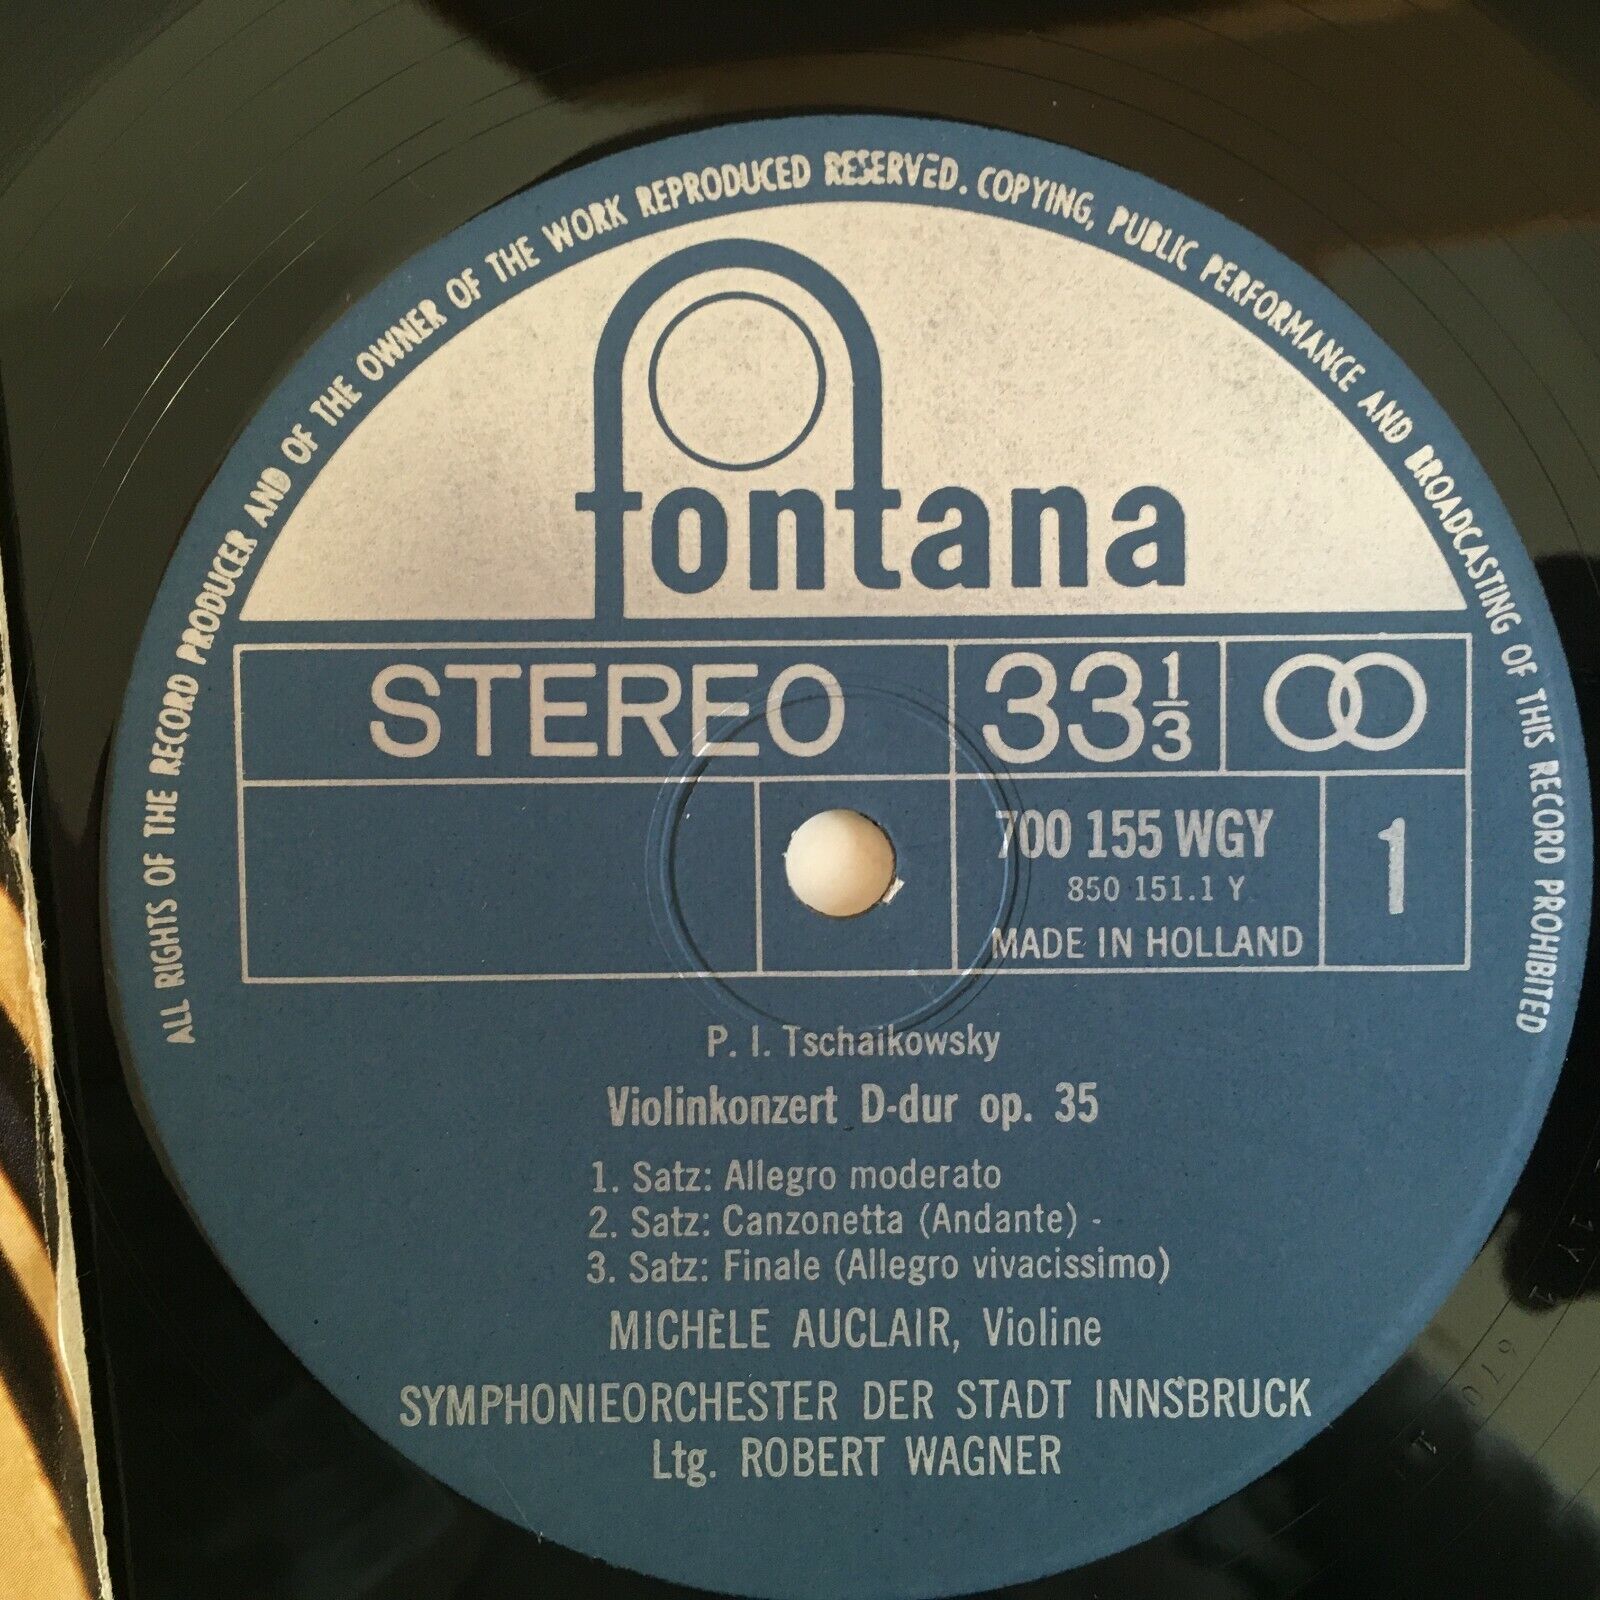 ALL RIGHTS OF THE RECORD PRODUCER AND OF THE OWNER OF THE WORK REPRODUCED RESERVED. COPYING, PUBLIC PERFORMANCE AND BROADCASTING OF THIS RECORD PROHIBITED
fontana
STEREO 33 1/3
700 155 WGY 1
850 151.1 Y
MADE IN HOLLAND
P. I. Tschaikowsky
Violinkonzert D-dur op. 35
1. Satz: Allegro moderato
2. Satz: Canzonetta (Andante) -
3. Satz: Finale (Allegro vivacissimo)
MICHÈLE AUCLAIR, Violine
SYMPHONIEORCHESTER DER STADT INNSBRUCK
Ltg. ROBERT WAGNER